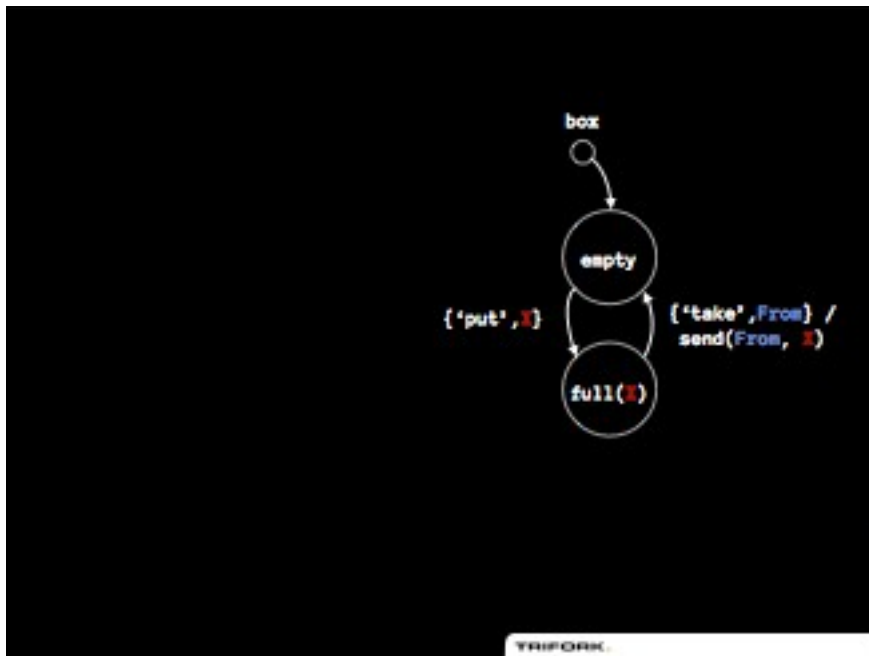 box
empty
{‘put’,X}
{‘take’,From} /
send(From, X)
full(X)
TRIFORK.